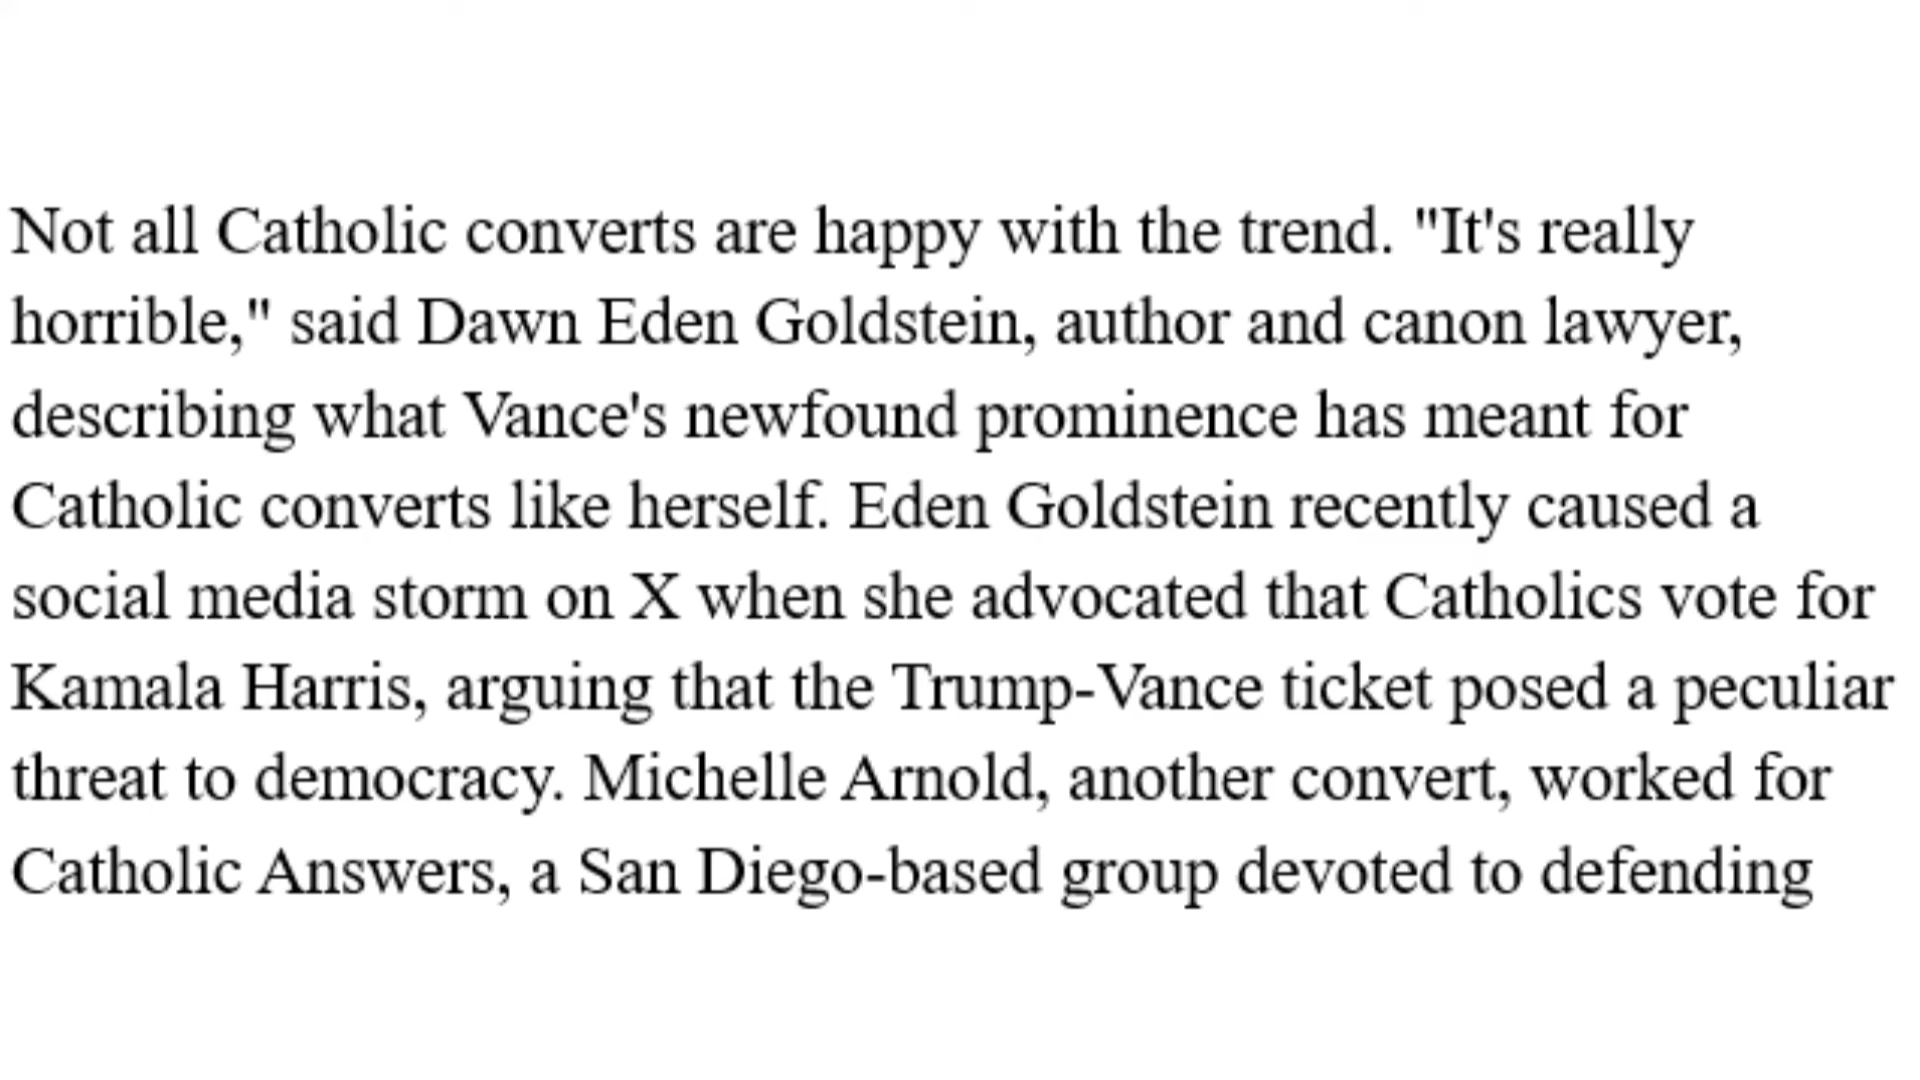 Not all Catholic converts are happy with the trend. "It's really
horrible," said Dawn Eden Goldstein, author and canon lawyer,
describing what Vance's newfound prominence has meant for
Catholic converts like herself. Eden Goldstein recently caused a
social media storm on X when she advocated that Catholics vote for
Kamala Harris, arguing that the Trump-Vance ticket posed a peculiar
threat to democracy. Michelle Arnold, another convert, worked for
Catholic Answers, a San Diego-based group devoted to defending